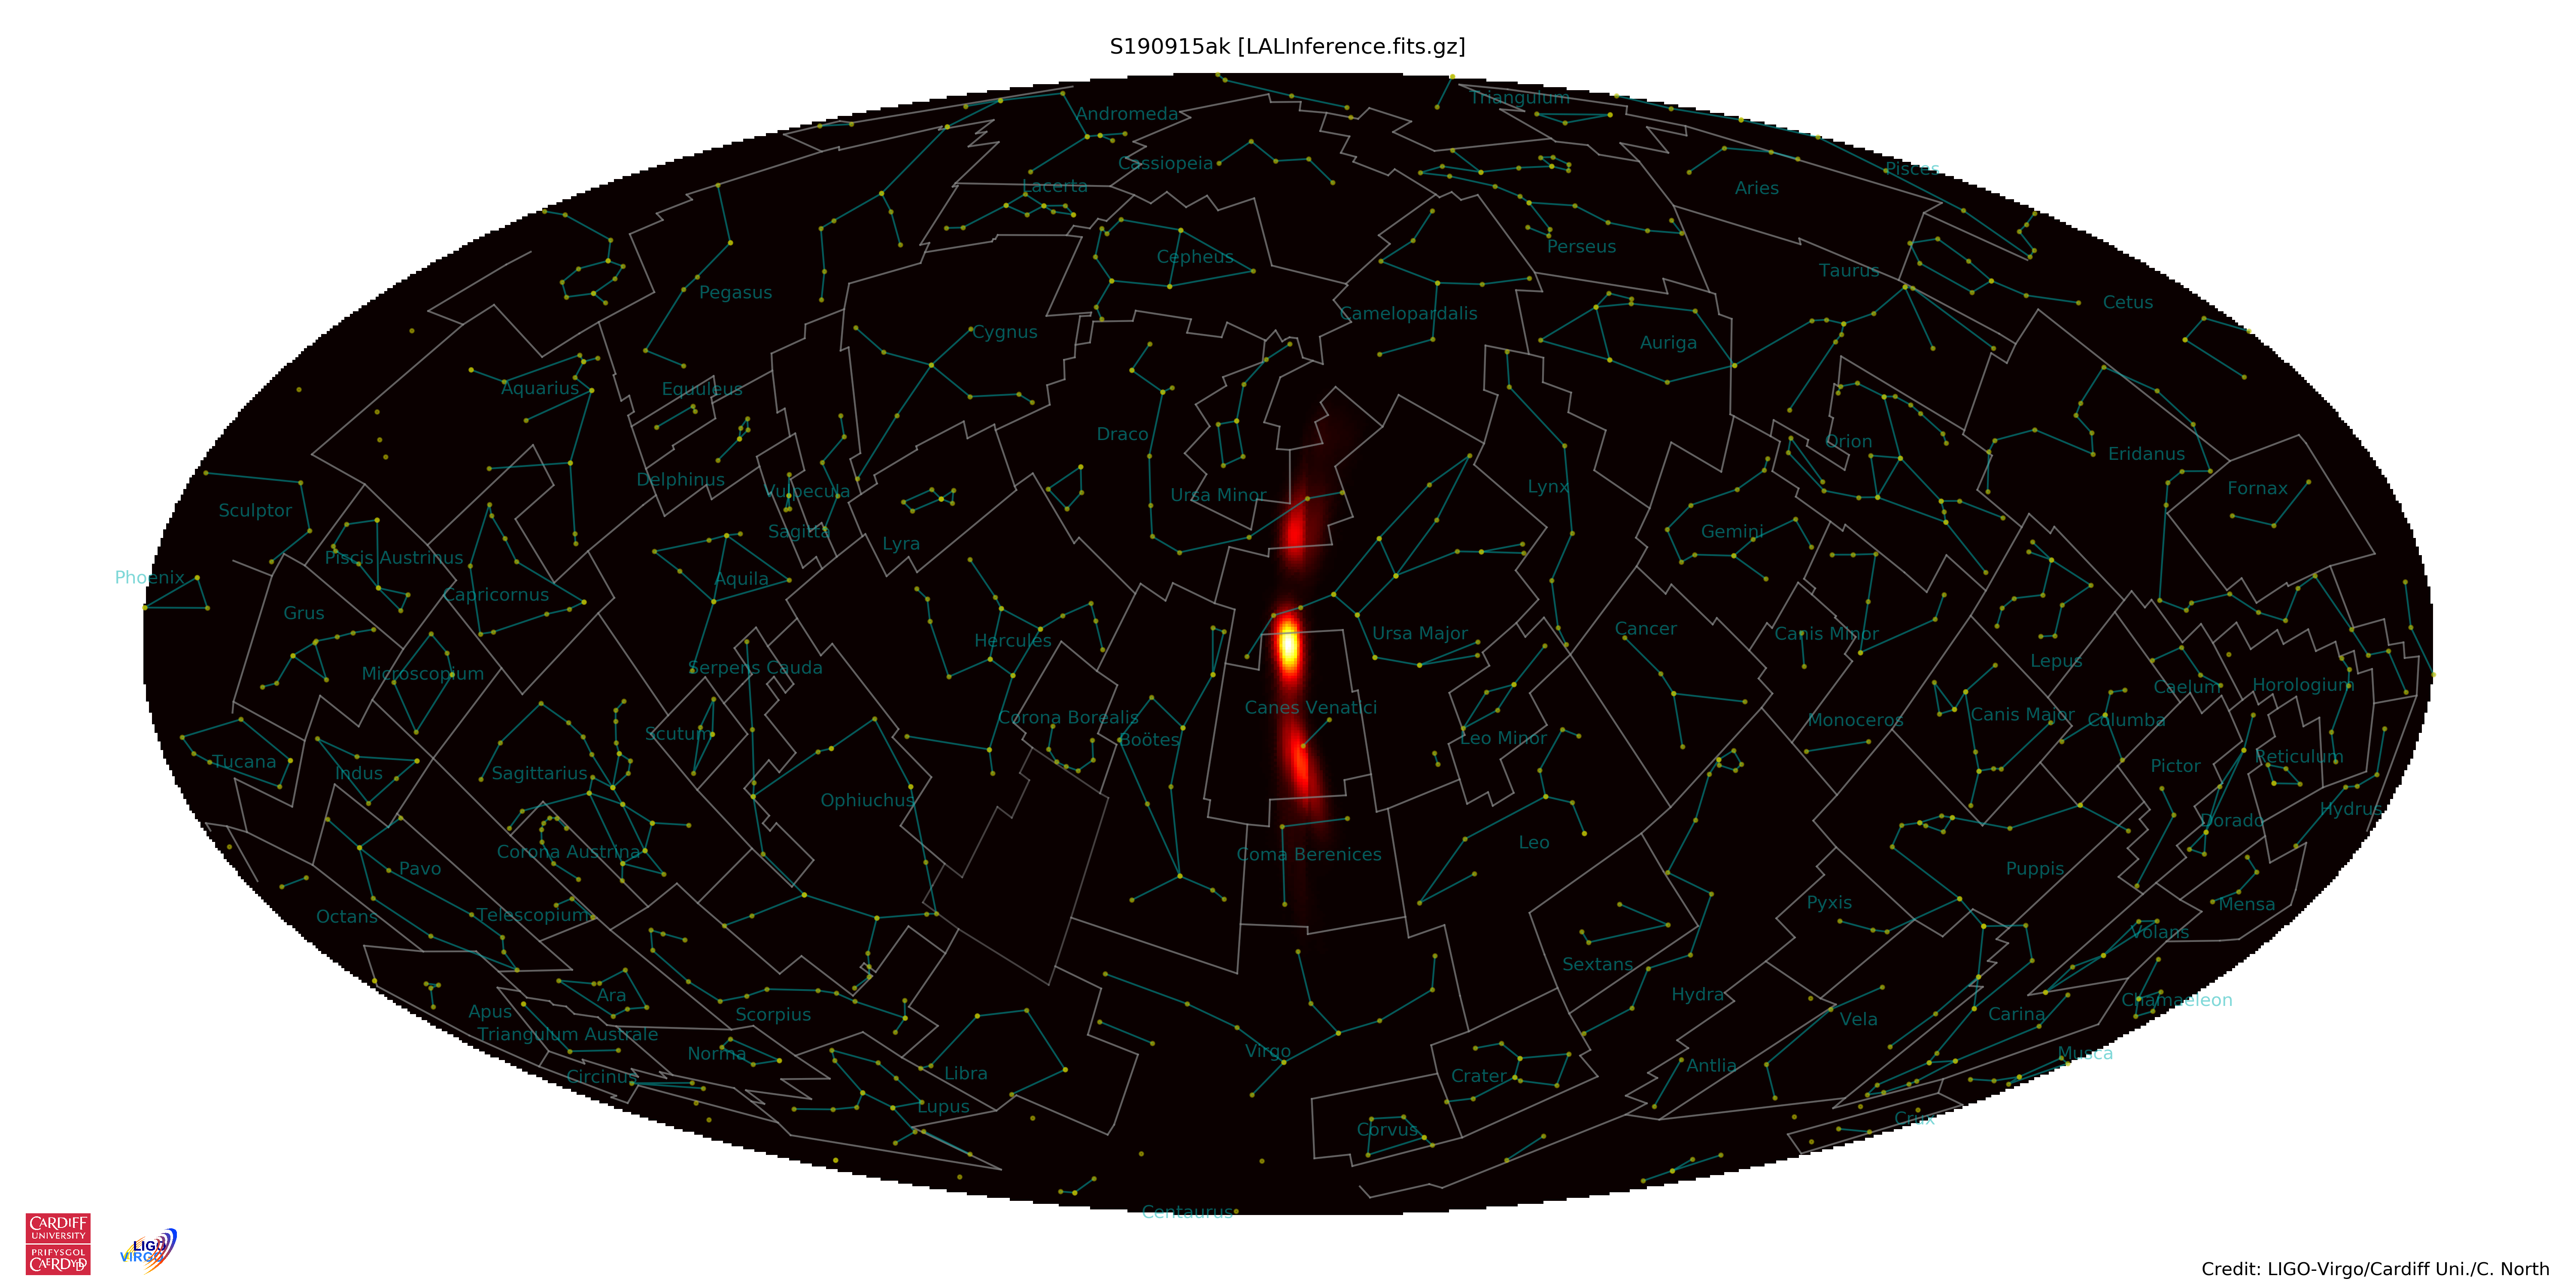 S190915ak [LALInference.fits.gz]
Triangulum
Andromeda
Cassiopeia
Pisces
Lacerta
Aries
Perseus
Cepheus
Taurus
Pegasus
Cetus
Camelopardalis
Cygnus
Auriga
Aquarius
Equuleus
Draco
Orion
Eridanus
Delphinus
Vulpecula
Ursa Minor
Lynx
Fornax
Sculptor
Sagitta
Gemini
Lyra
Piscis Austrinus
Phoenix
Aquila
Capricornus
Grus
Cancer
Canis Minor
Ursa Major
Hercules
Lepus
Serpens Cauda
Microscopium
Caelum
Horologium
Canes Venatici
Canis Major
Corona Borealis
Monoceros
Columba
Scutum
Boötes
Leo Minor
Reticulum
Tucana
Pictor
Indus
Sagittarius
Ophiuchus
Hydrus
Dorado
Leo
Corona Austrina
Coma Berenices
Pavo
Puppis
Pyxis
Mensa
Octans
Telescopium
Volans
Sextans
Ara
Hydra
Chamaeleon
Apus
Scorpius
Carina
Vela
Triangulum Australe
Norma
Virgo
Musca
Antlia
Libra
Crater
Circinus
Lupus
Crux
Corvus
Centaurus
CARDIFF
UNIVERSITY
PRIFYSGOL
CAERDYDD
LIGO
VIRGO
Credit: LIGO-Virgo/Cardiff Uni./C. North